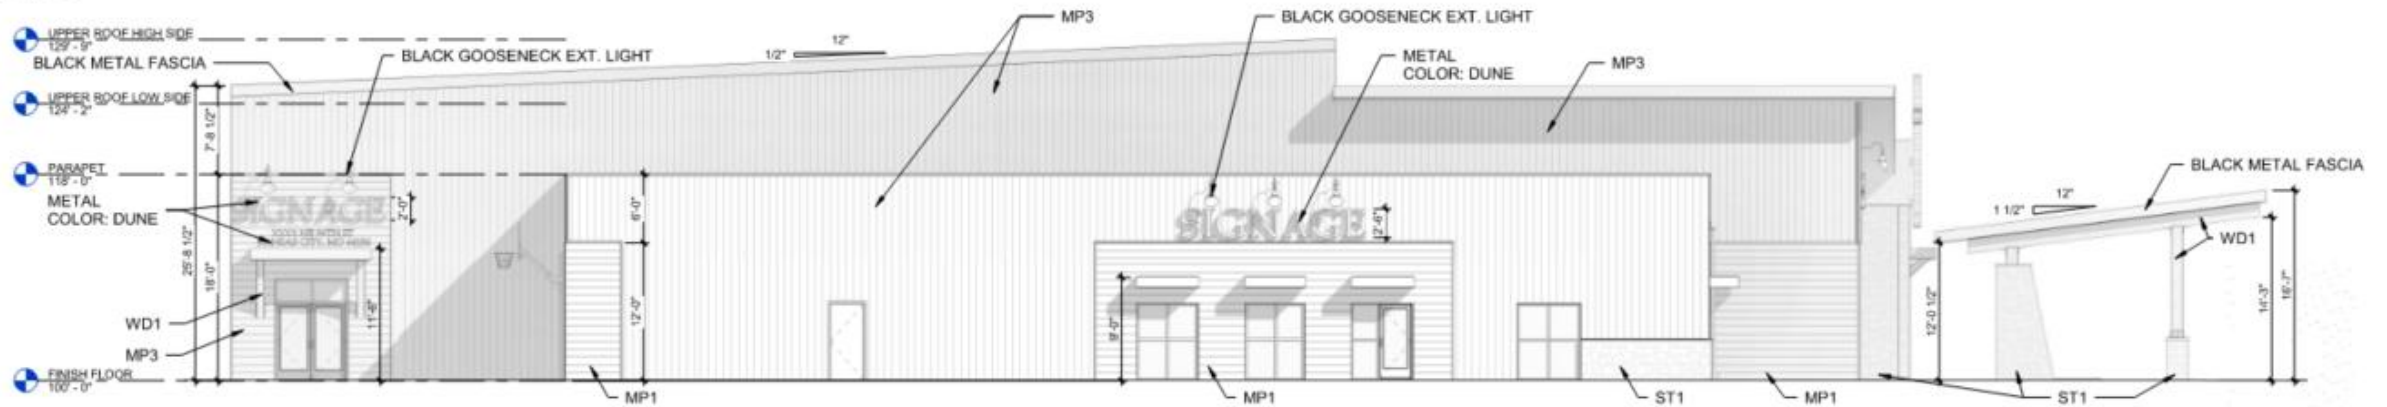 UPPER ROOF HIGH SIDE
129' - 9"
BLACK METAL FASCIA
UPPER ROOF LOW SIDE
124' - 2"
PARAPET
118' - 0"
METAL
COLOR: DUNE
WD1
MP3
FINISH FLOOR
100' - 0"
25'-8 1/2"
7'-8 1/2"
18'-0"
BLACK GOOSENECK EXT. LIGHT
SIGNAGE
2'-0"
11'-6"
1/2"
12"
MP3
BLACK GOOSENECK EXT. LIGHT
METAL
COLOR: DUNE
MP3
6'-0"
12'-0"
SIGNAGE
2'-6"
9'-0"
MP1
MP1
ST1
MP1
ST1
BLACK METAL FASCIA
12"
1 1/2"
WD1
12'-0 1/2"
14'-3"
16'-7"